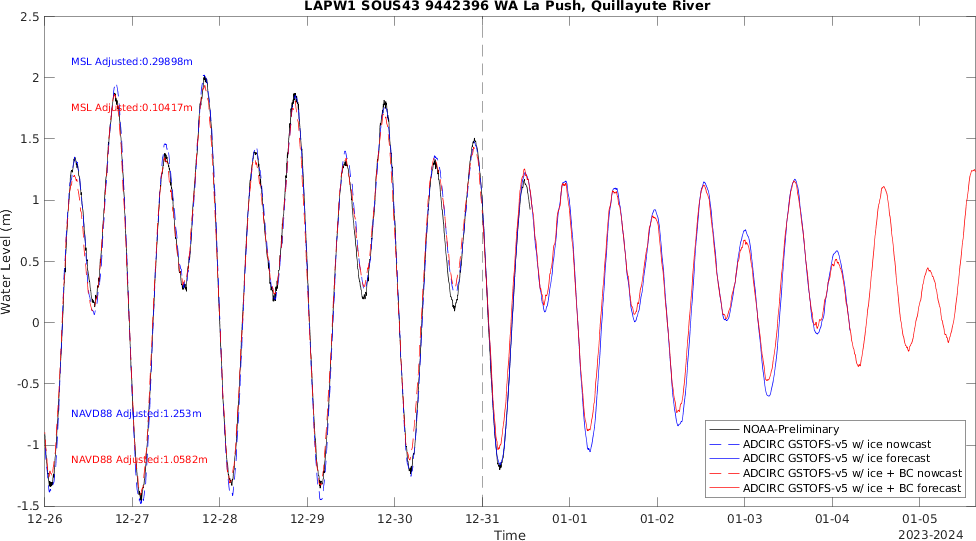 LAPW1 SOUS43 9442396 WA La Push, Quillayute River
2.5
2
1.5
1
0.5
0
-0.5
-1
-1.5
Water Level (m)
MSL Adjusted:0.29898m
MSL Adjusted:0.10417m
NAVD88 Adjusted:1.253m
NAVD88 Adjusted:1.0582m
NOAA-Preliminary
ADCIRC GSTOFS-v5 w/ ice nowcast
ADCIRC GSTOFS-v5 w/ ice forecast
ADCIRC GSTOFS-v5 w/ ice + BC nowcast
ADCIRC GSTOFS-v5 w/ ice + BC forecast
12-26 12-27 12-28 12-29 12-30 12-31 01-01 01-02 01-03 01-04 01-05
Time
2023-2024